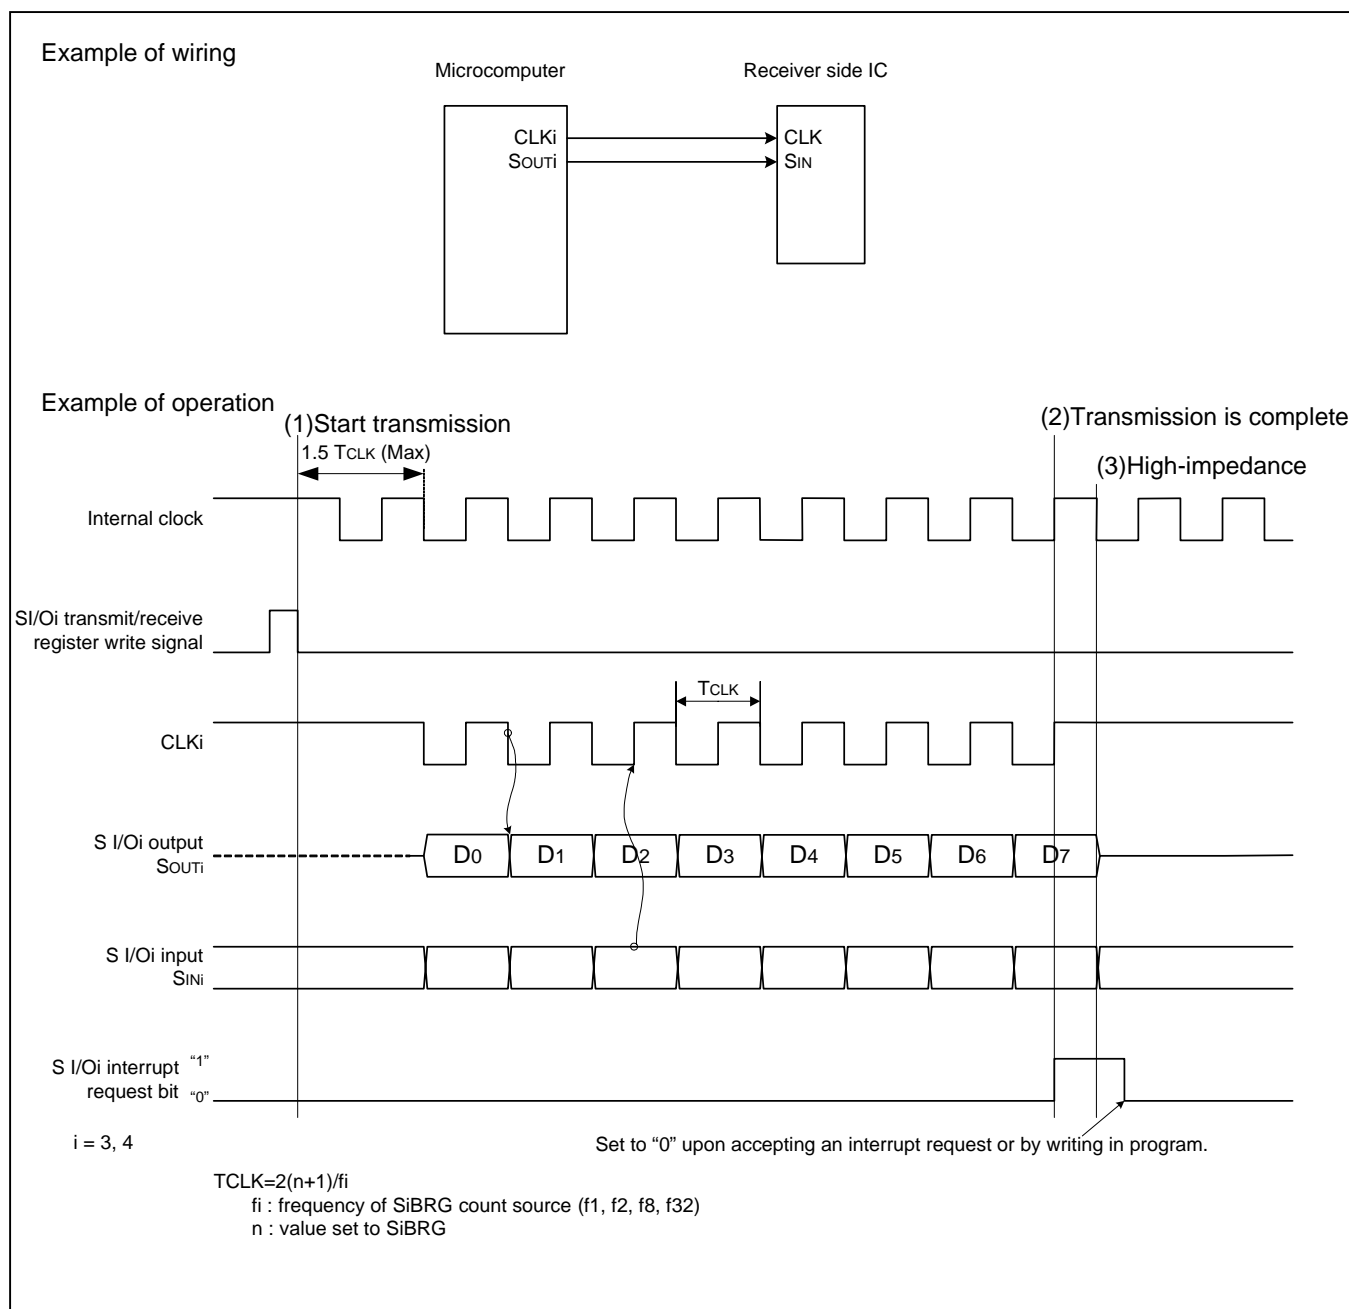 Example of wiring
Microcomputer
Receiver side IC
CLKi
CLK
SOUTi
SIN
Example of operation
(1)Start transmission
(2)Transmission is complete
1.5 TCLK (Max)
(3)High-impedance
Internal clock
SI/Oi transmit/receive
register write signal
TCLK
CLKi
S I/Oi output
SOUTi
D0 D1 D2 D3 D4 D5 D6 D7
S I/Oi input
SINi
S I/Oi interrupt “1”
request bit “0”
i = 3, 4
Set to “0” upon accepting an interrupt request or by writing in program.
TCLK=2(n+1)/fi
fi : frequency of SiBRG count source (f1, f2, f8, f32)
n : value set to SiBRG